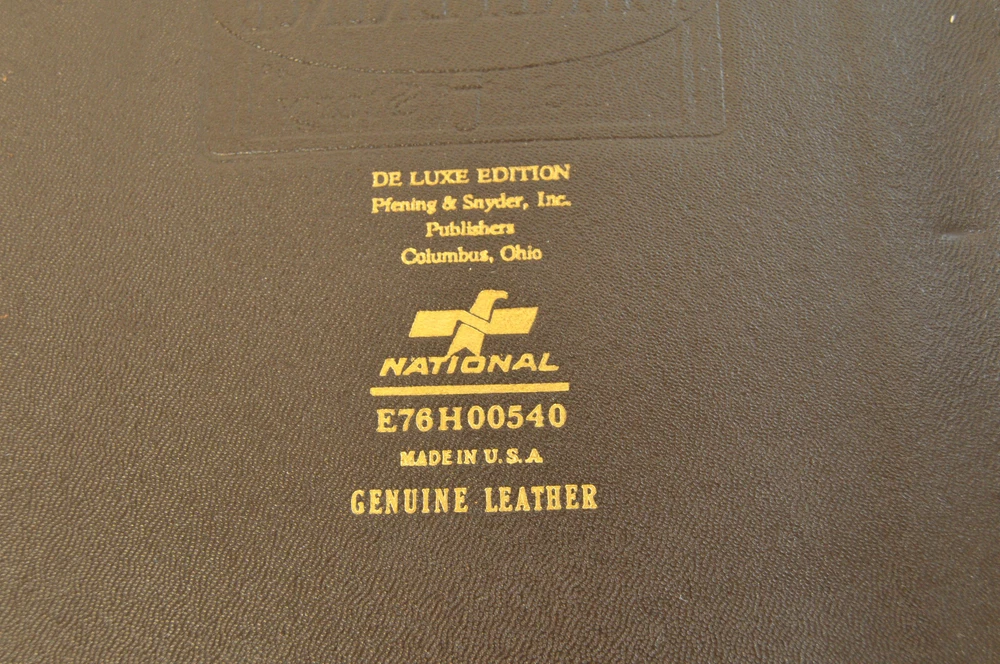 DE LUXE EDITION
Pfening & Snyder, Inc.
Publishers
Columbus, Ohio
NATIONAL
E76H00540
MADE IN U.S.A
GENUINE LEATHER